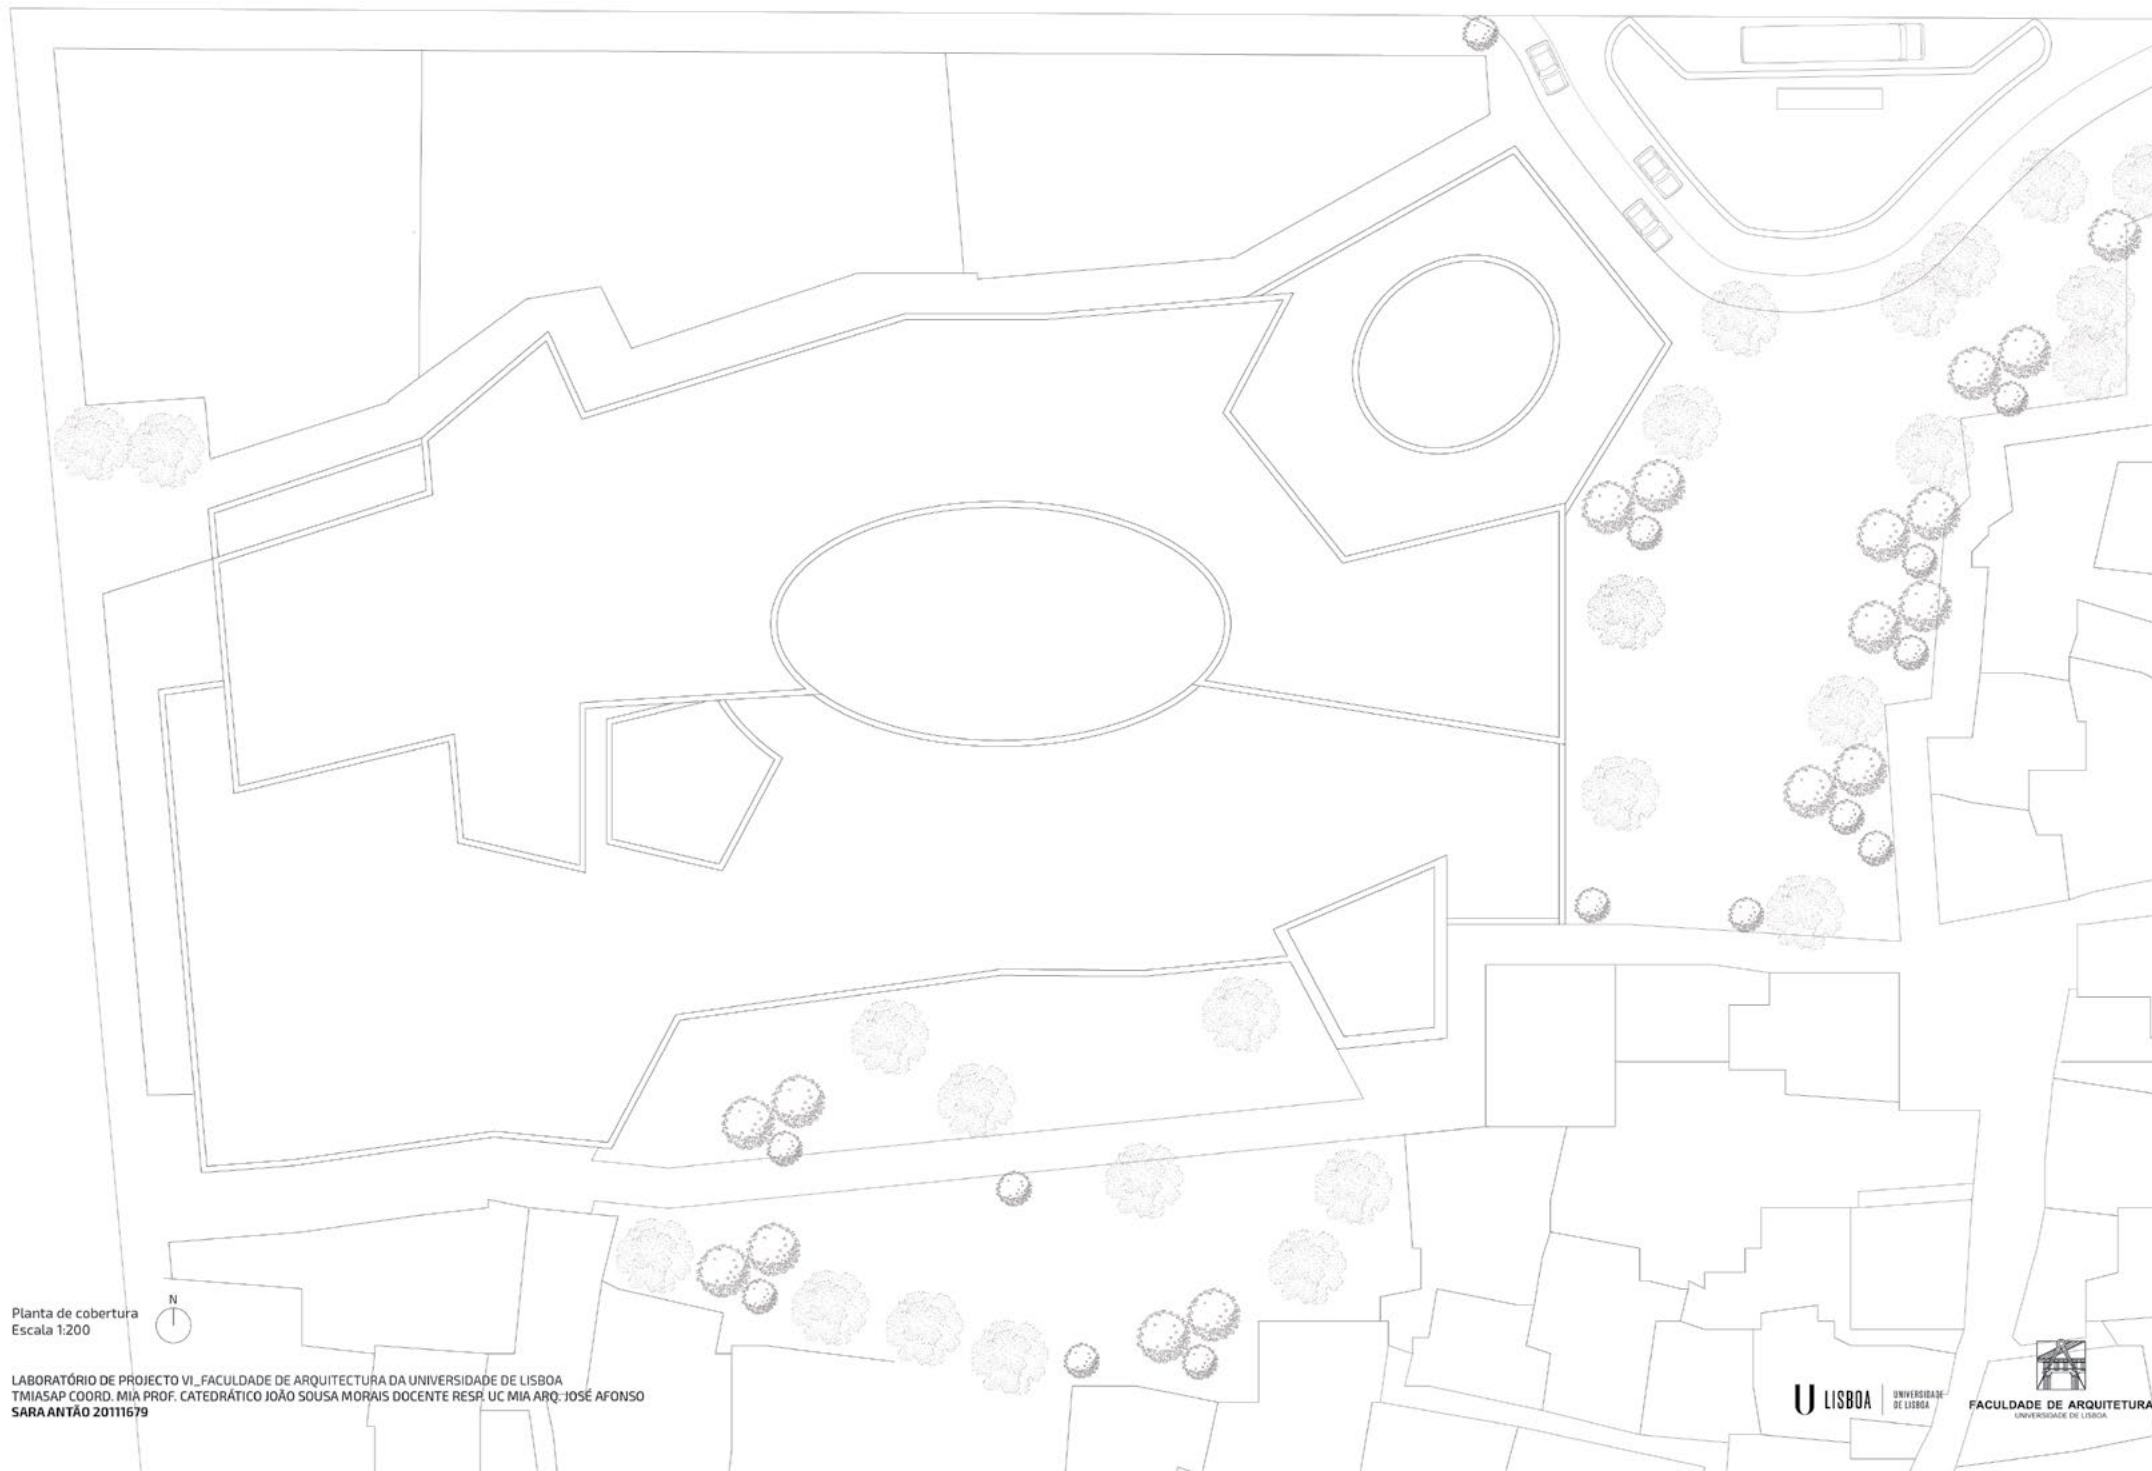 Planta de cobertura
Escala 1:200
N
LABORATÓRIO DE PROJECTO VI_FACULDADE DE ARQUITECTURA DA UNIVERSIDADE DE LISBOA
TMIA5AP COORD. MIA PROF. CATEDRÁTICO JOÃO SOUSA MORAIS DOCENTE RESP. UC MIA ARQ. JOSÉ AFONSO
SARA ANTÃO 20111679
U LISBOA
UNIVERSIDADE
DE LISBOA
FACULDADE DE ARQUITETURA
UNIVERSIDADE DE LISBOA